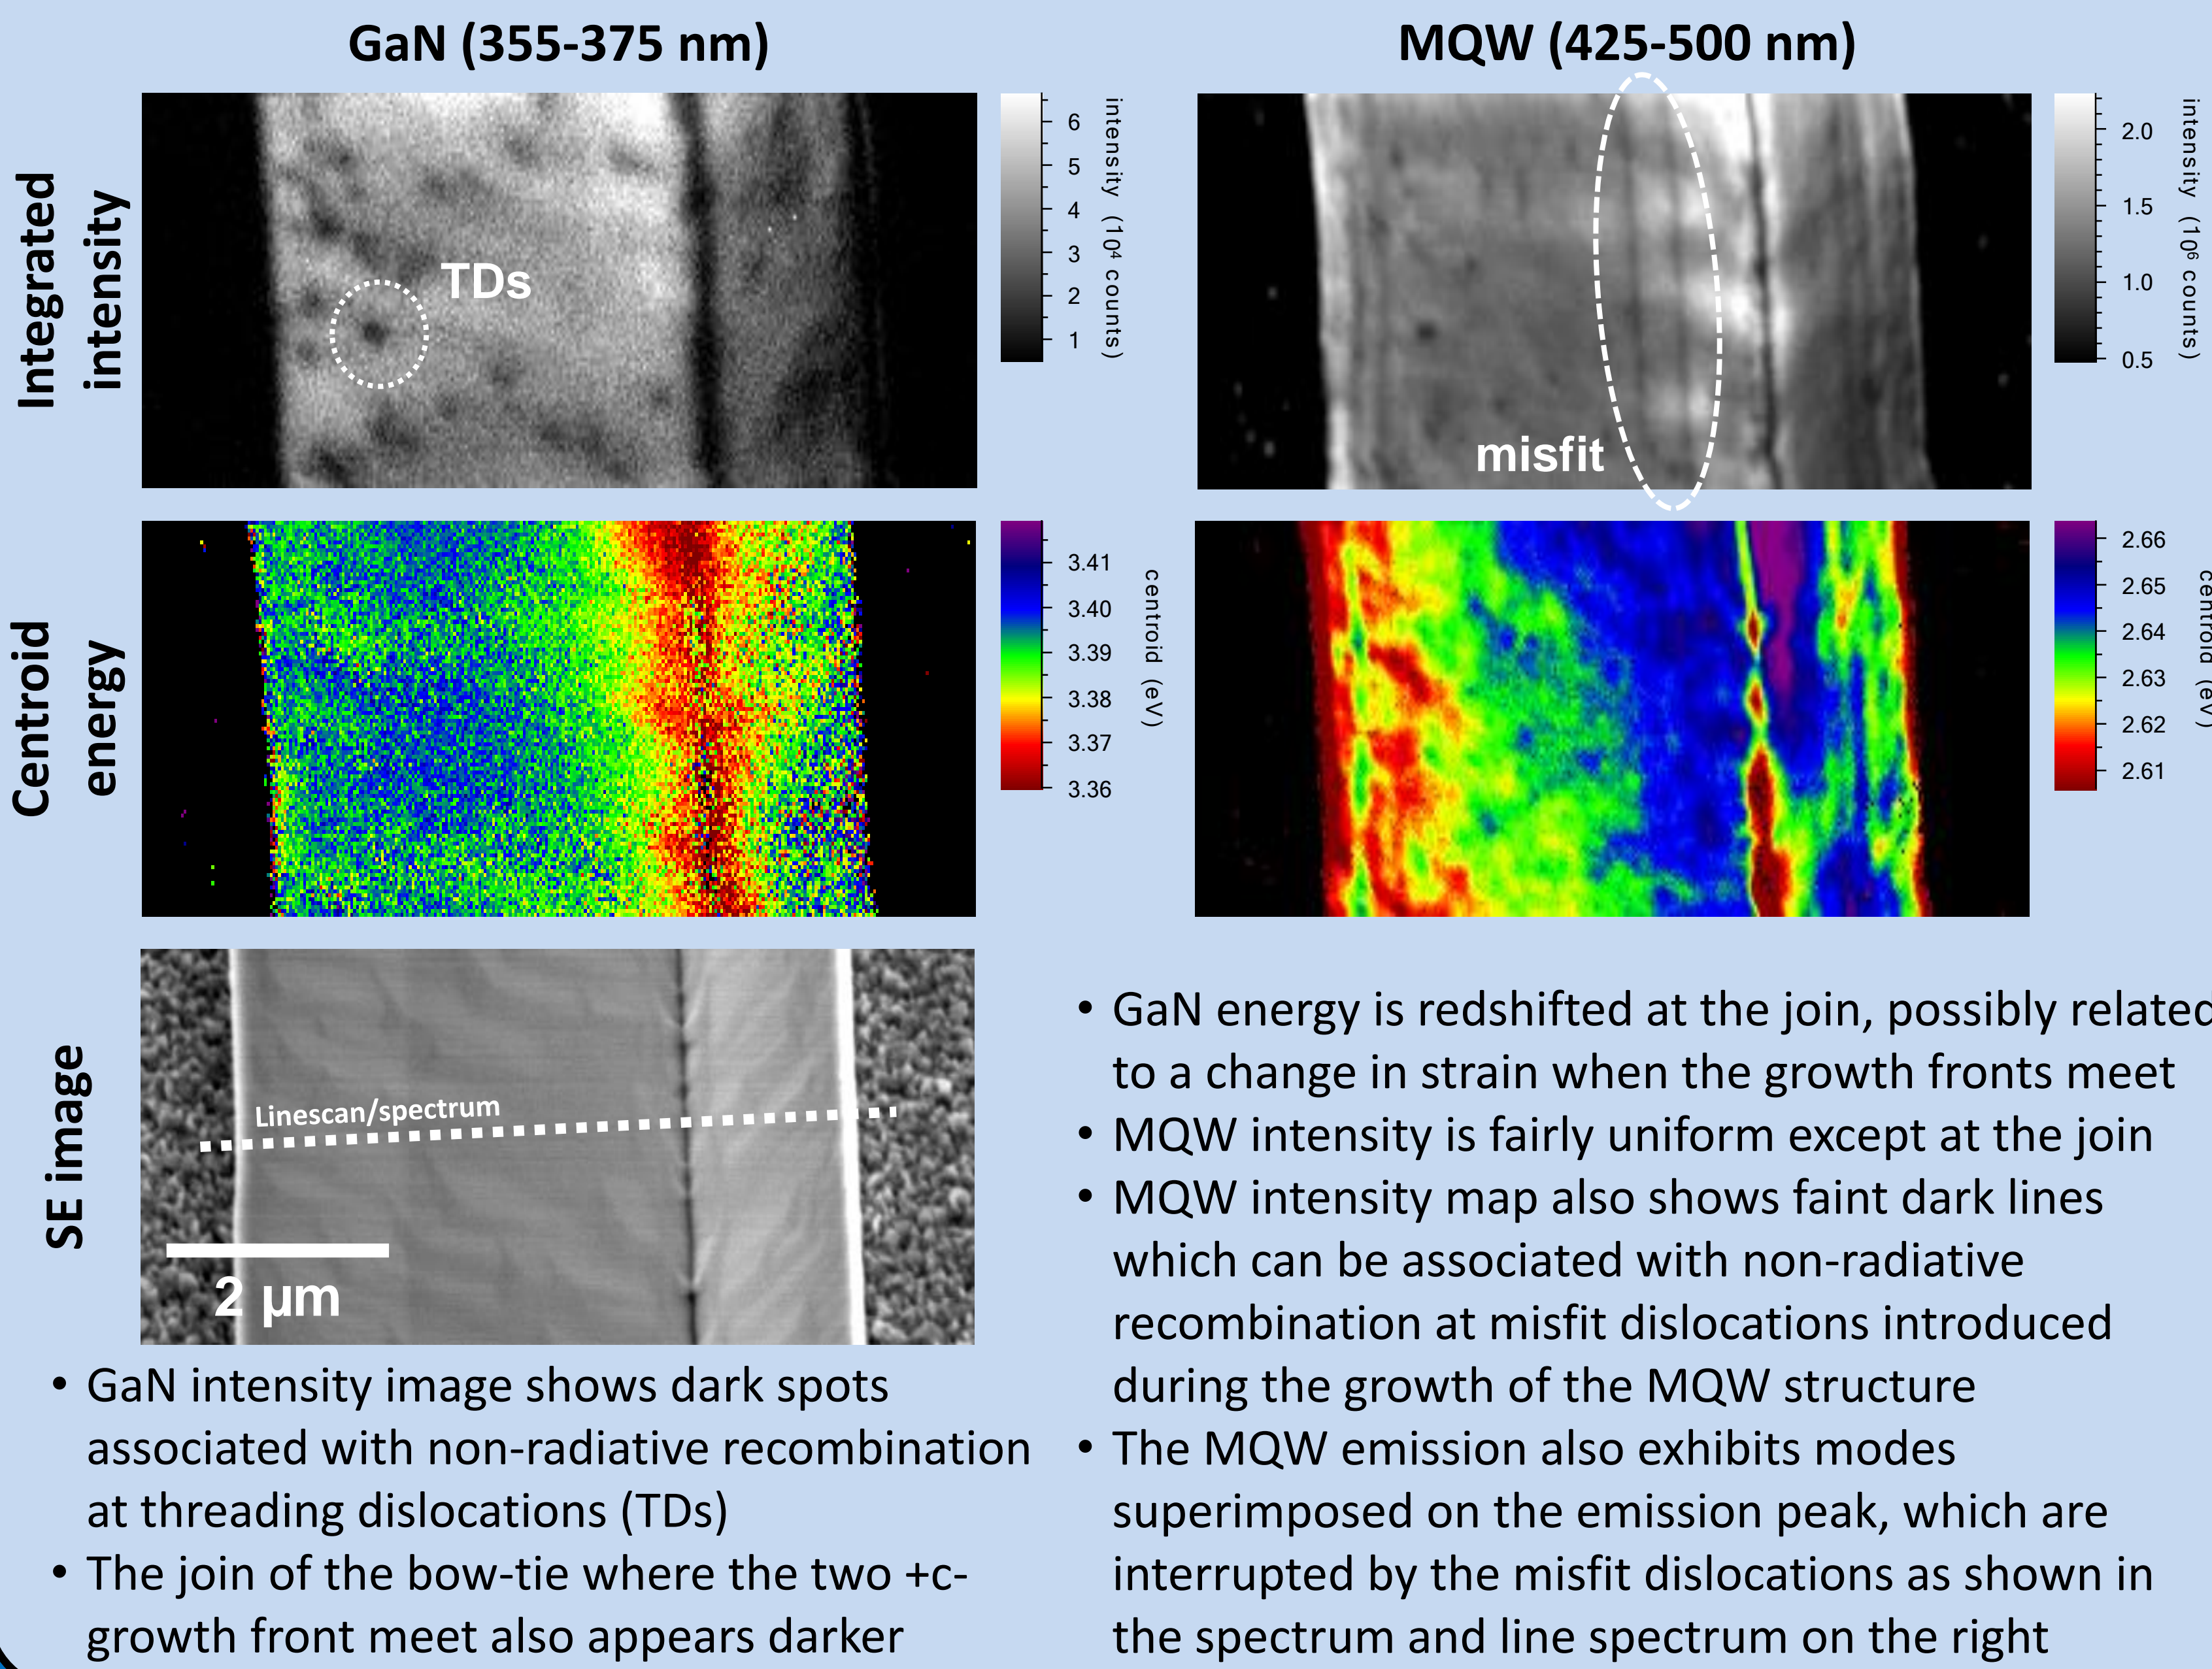 GaN (355-375 nm)
MQW (425-500 nm)
Integrated
intensity
TDs
6
5
4
3
2
1
intensity (10⁴ counts)
misfit
2.0
1.5
1.0
0.5
intensity (10⁶ counts)
Centroid
energy
3.41
3.40
3.39
3.38
3.37
3.36
centroid (eV)
2.66
2.65
2.64
2.63
2.62
2.61
centroid (eV)
SE image
Linescan/spectrum
2 µm
• GaN intensity image shows dark spots
associated with non-radiative recombination
at threading dislocations (TDs)
• The join of the bow-tie where the two +c-
growth front meet also appears darker
• GaN energy is redshifted at the join, possibly related
to a change in strain when the growth fronts meet
• MQW intensity is fairly uniform except at the join
• MQW intensity map also shows faint dark lines
which can be associated with non-radiative
recombination at misfit dislocations introduced
during the growth of the MQW structure
• The MQW emission also exhibits modes
superimposed on the emission peak, which are
interrupted by the misfit dislocations as shown in
the spectrum and line spectrum on the right